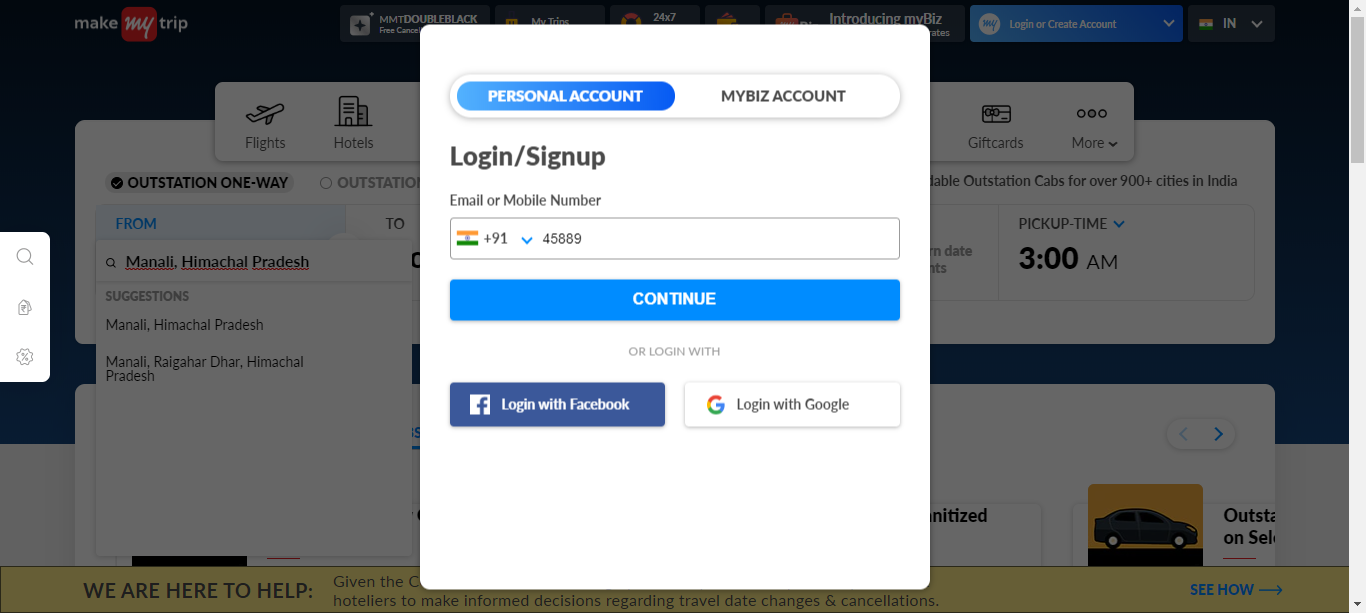 make my trip
MMTDOUBLEBLACK
Free Cancel
My Trips
24x7
Introducing myBiz
rates
my
Login or Create Account
IN
PERSONAL ACCOUNT
MYBIZ ACCOUNT
Flights
Hotels
Giftcards
More
Login/Signup
OUTSTATION ONE-WAY
OUTSTATION
dable Outstation Cabs for over 900+ cities in India
Email or Mobile Number
FROM
TO
PICKUP-TIME
+91
45889
rn date
nts
3:00 AM
Manali, Himachal Pradesh
SUGGESTIONS
Manali, Himachal Pradesh
Manali, Raigahar Dhar, Himachal
Pradesh
CONTINUE
OR LOGIN WITH
Login with Facebook
Login with Google
nitized
Outsta
on Sele
WE ARE HERE TO HELP:
Given the C
hoteliers to make informed decisions regarding travel date changes & cancellations.
SEE HOW